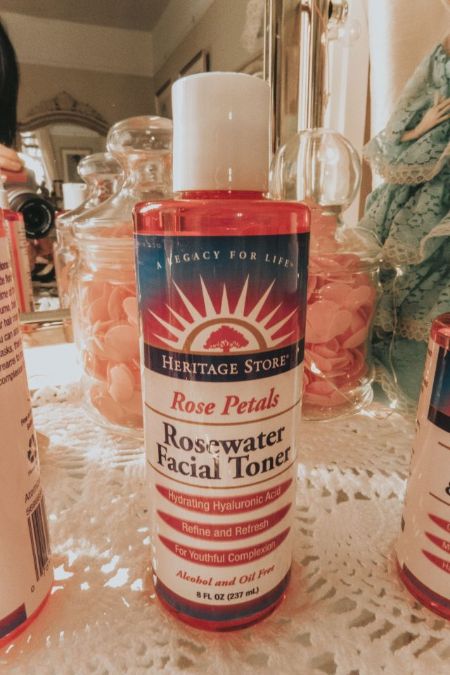 A LEGACY FOR LIFE™
HERITAGE STORE®
Rose Petals
Rosewater
Facial Toner
Hydrating Hyaluronic Acid
Refine and Refresh
For Youthful Complexion
Alcohol and Oil Free
8 FL OZ (237 mL)